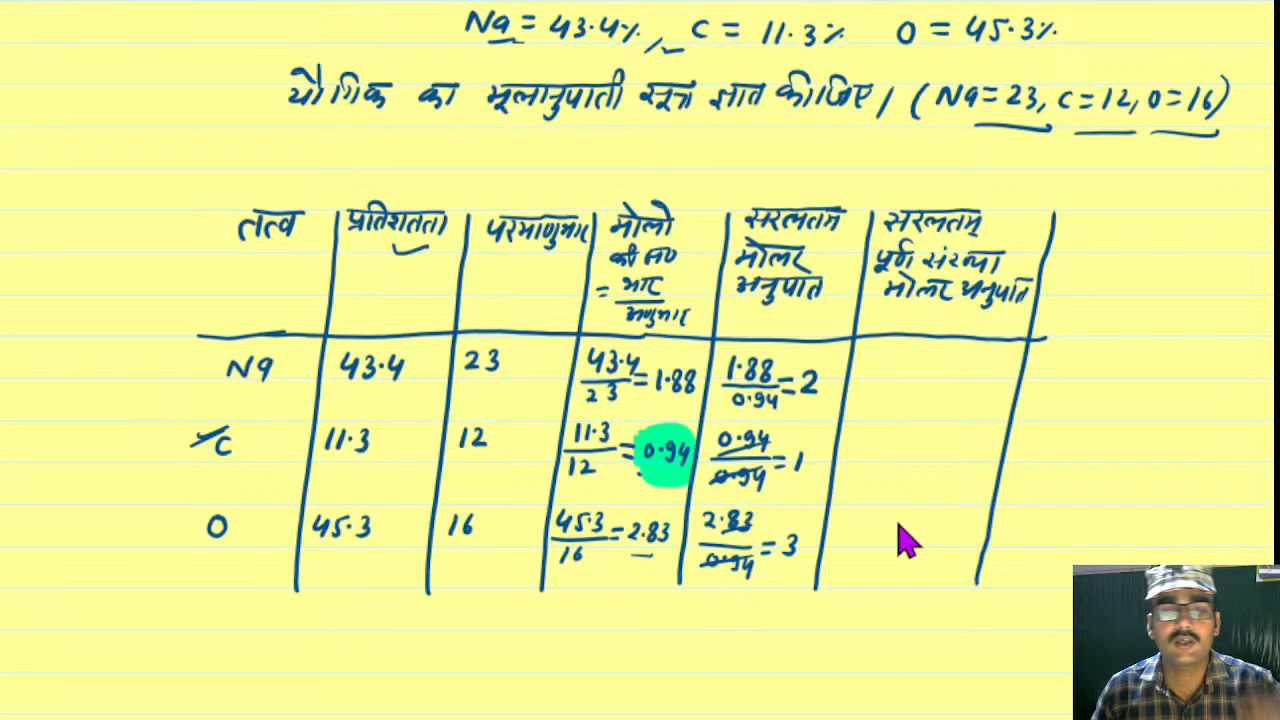 Na = 43.4%, C = 11.3% O = 45.3%
यौगिक का मूलानुपाती सूत्र ज्ञात कीजिए। (Na=23, C=12, O=16)
तत्व प्रतिशतता परमाणुभार मोलो की सं० = भार/अणुभार सरलतम मोलर अनुपात सरलतम् पूर्ण संख्या मोलर अनुपात
Na 43.4 23 43.4/23 = 1.88 1.88/0.94 = 2
C 11.3 12 11.3/12 = 0.94 0.94/0.94 = 1
O 45.3 16 45.3/16 = 2.83 2.83/0.94 = 3